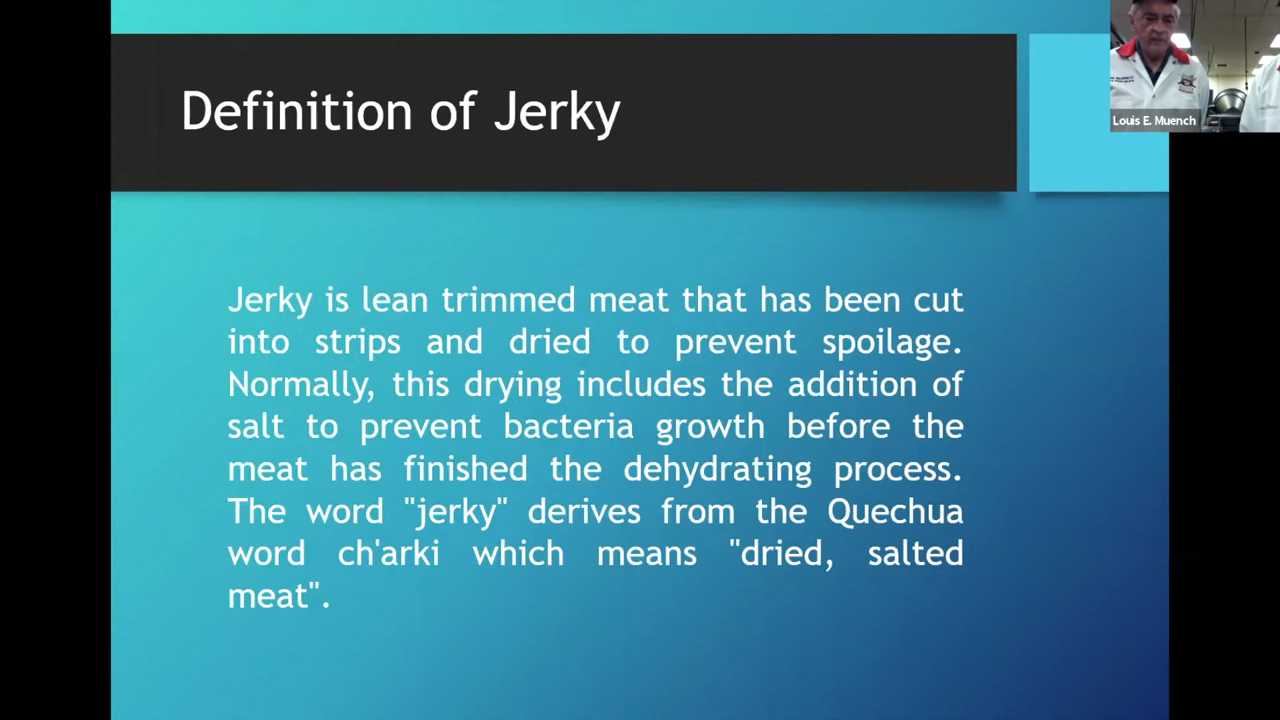 Definition of Jerky
Louis E. Muench
Jerky is lean trimmed meat that has been cut
into strips and dried to prevent spoilage.
Normally, this drying includes the addition of
salt to prevent bacteria growth before the
meat has finished the dehydrating process.
The word "jerky" derives from the Quechua
word ch'arki which means "dried, salted
meat".